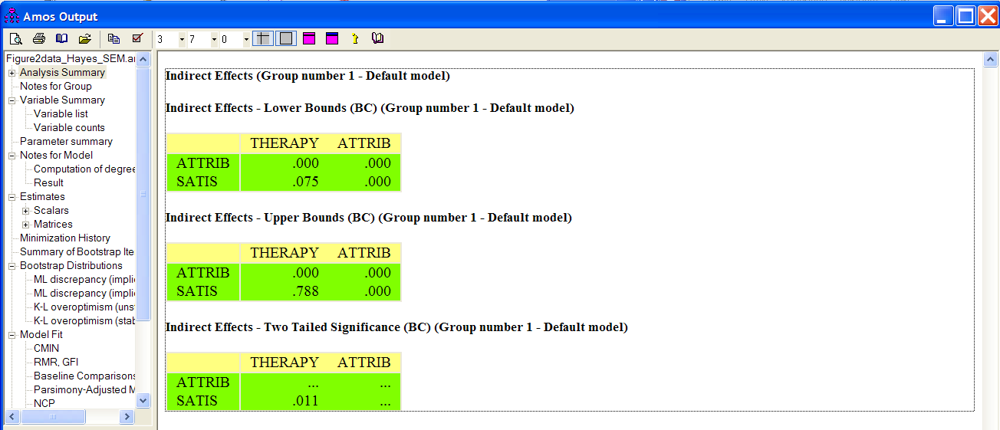 Amos Output
3 7 0
Figure2data_Hayes_SEM.a
Analysis Summary
Notes for Group
Variable Summary
Variable list
Variable counts
Parameter summary
Notes for Model
Computation of degree
Result
Estimates
Scalars
Matrices
Minimization History
Summary of Bootstrap Ite
Bootstrap Distributions
ML discrepancy (impli
ML discrepancy (impli
K-L overoptimism (uns
K-L overoptimism (stab
Model Fit
CMIN
RMR, GFI
Baseline Comparisons
Parsimony-Adjusted M
NCP
Indirect Effects (Group number 1 - Default model)
Indirect Effects - Lower Bounds (BC) (Group number 1 - Default model)
THERAPY ATTRIB
ATTRIB .000 .000
SATIS .075 .000
Indirect Effects - Upper Bounds (BC) (Group number 1 - Default model)
THERAPY ATTRIB
ATTRIB .000 .000
SATIS .788 .000
Indirect Effects - Two Tailed Significance (BC) (Group number 1 - Default model)
THERAPY ATTRIB
ATTRIB ... ...
SATIS .011 ...